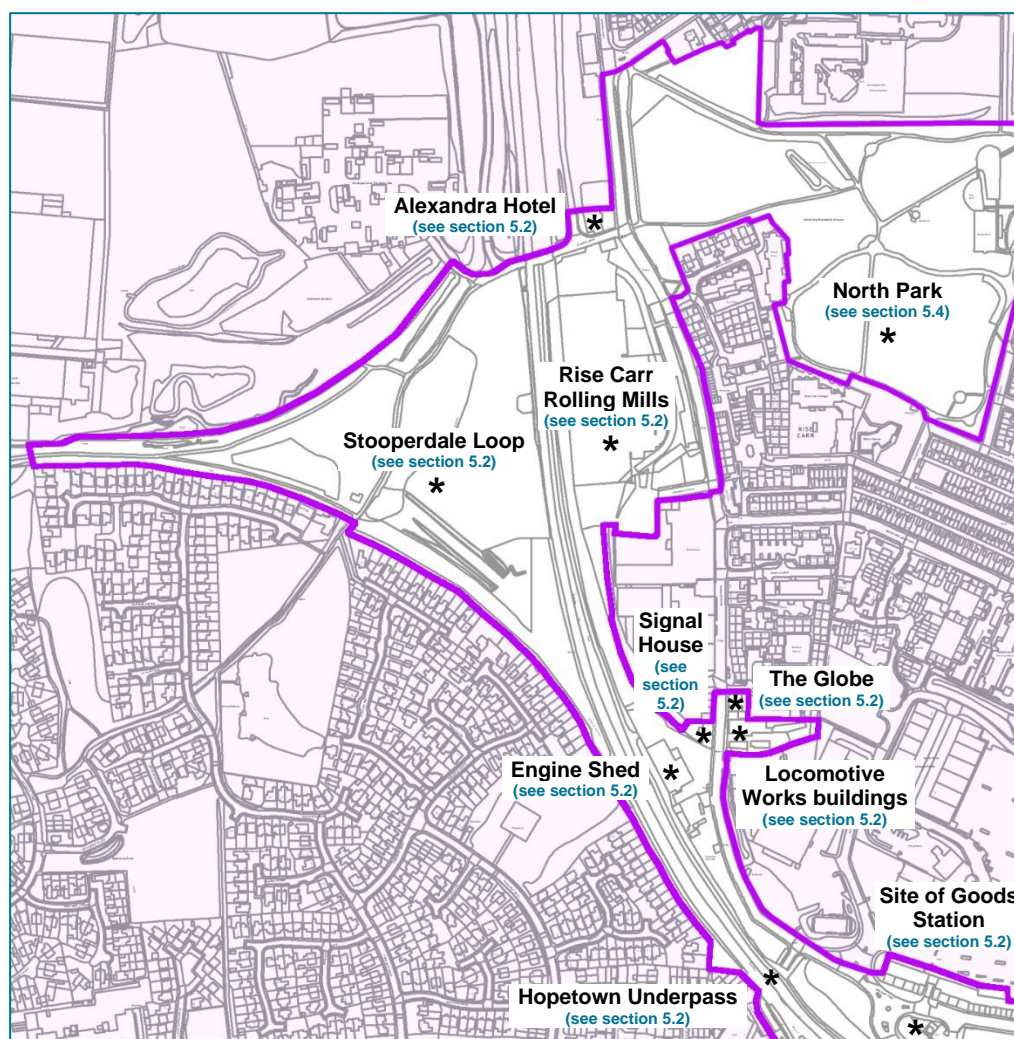 Alexandra Hotel
(see section 5.2)
North Park
(see section 5.4)
Rise Carr
Rolling Mills
(see section 5.2)
Stooperdale Loop
(see section 5.2)
RISE
CARR
Signal
House
(see
section
5.2)
The Globe
(see section 5.2)
Engine Shed
(see section 5.2)
Locomotive
Works buildings
(see section 5.2)
Site of Goods
Station
(see section 5.2)
Hopetown Underpass
(see section 5.2)